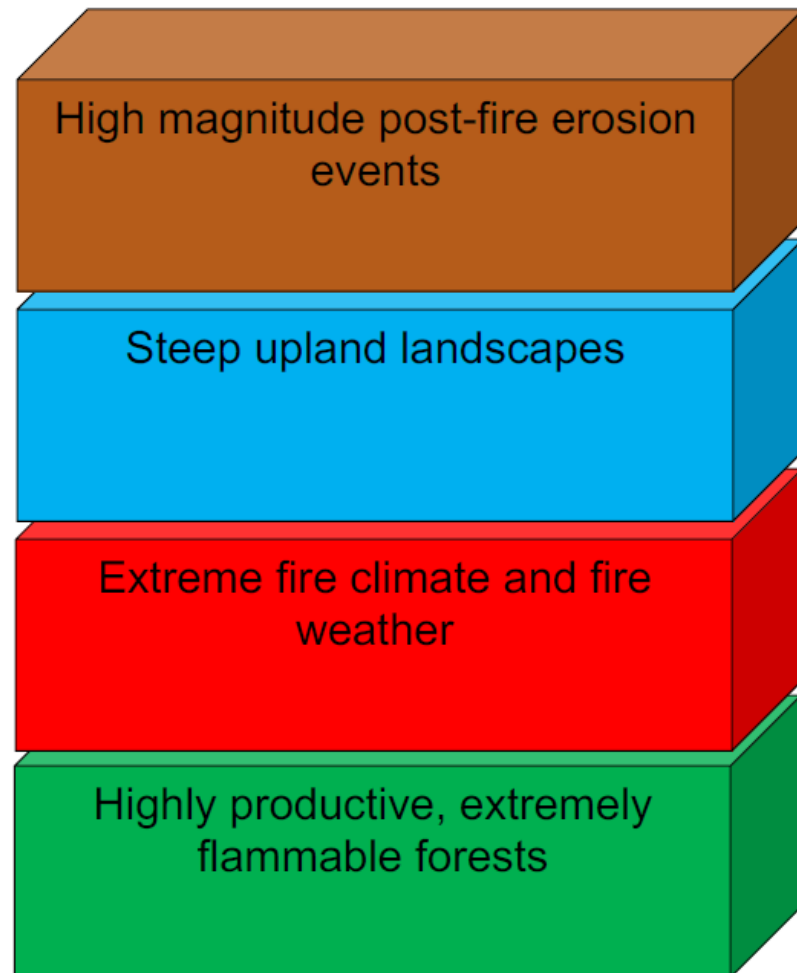 High magnitude post-fire erosion
events
Steep upland landscapes
Extreme fire climate and fire
weather
Highly productive, extremely
flammable forests